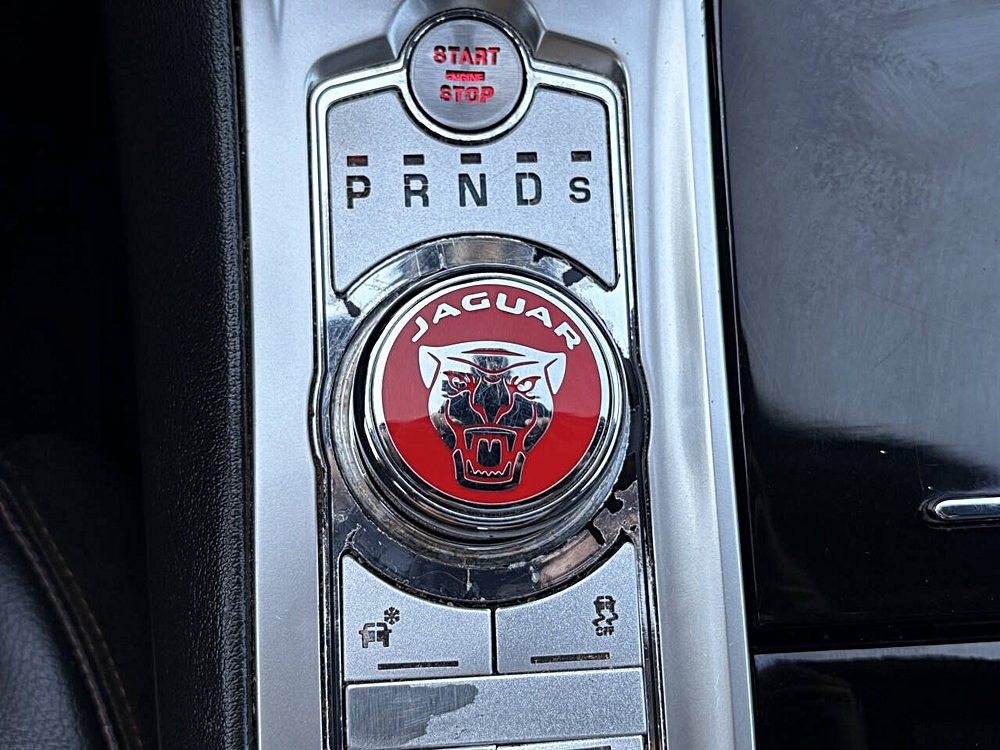 START
ENGINE
STOP
P R N D S
JAGUAR
OFF